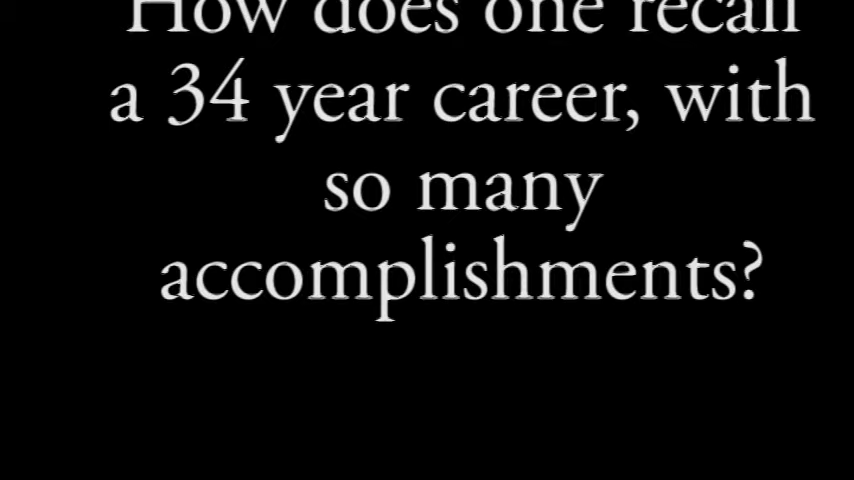 How does one recall
a 34 year career, with
so many
accomplishments?